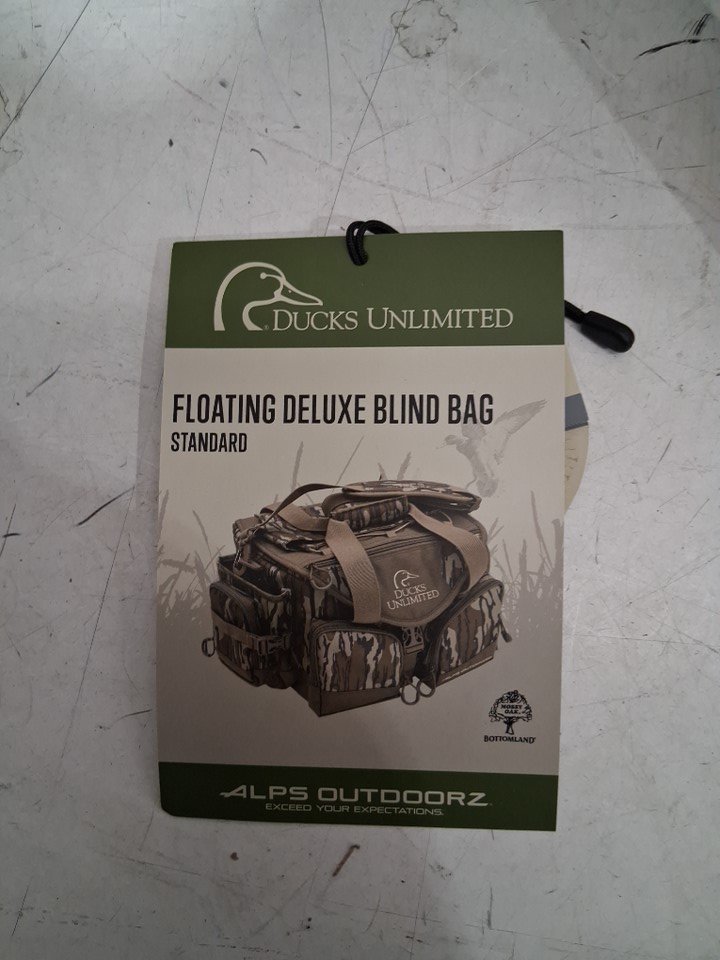 DUCKS UNLIMITED
FLOATING DELUXE BLIND BAG
STANDARD
DUCKS
UNLIMITED
MOSSY
OAK
BOTTOMLAND
ALPS OUTDOORZ
EXCEED YOUR EXPECTATIONS.